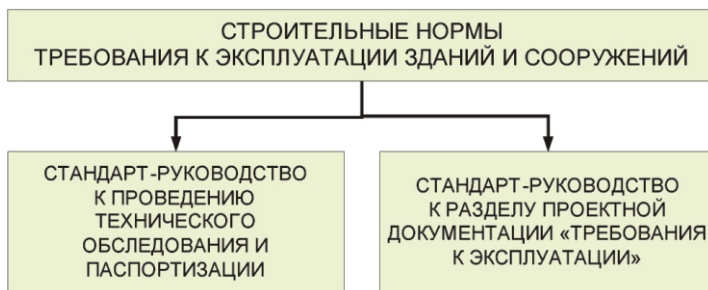 СТРОИТЕЛЬНЫЕ НОРМЫ
ТРЕБОВАНИЯ К ЭКСПЛУАТАЦИИ ЗДАНИЙ И СООРУЖЕНИЙ
СТАНДАРТ-РУКОВОДСТВО
К ПРОВЕДЕНИЮ
ТЕХНИЧЕСКОГО
ОБСЛЕДОВАНИЯ И
ПАСПОРТИЗАЦИИ
СТАНДАРТ-РУКОВОДСТВО
К РАЗДЕЛУ ПРОЕКТНОЙ
ДОКУМЕНТАЦИИ «ТРЕБОВАНИЯ
К ЭКСПЛУАТАЦИИ»